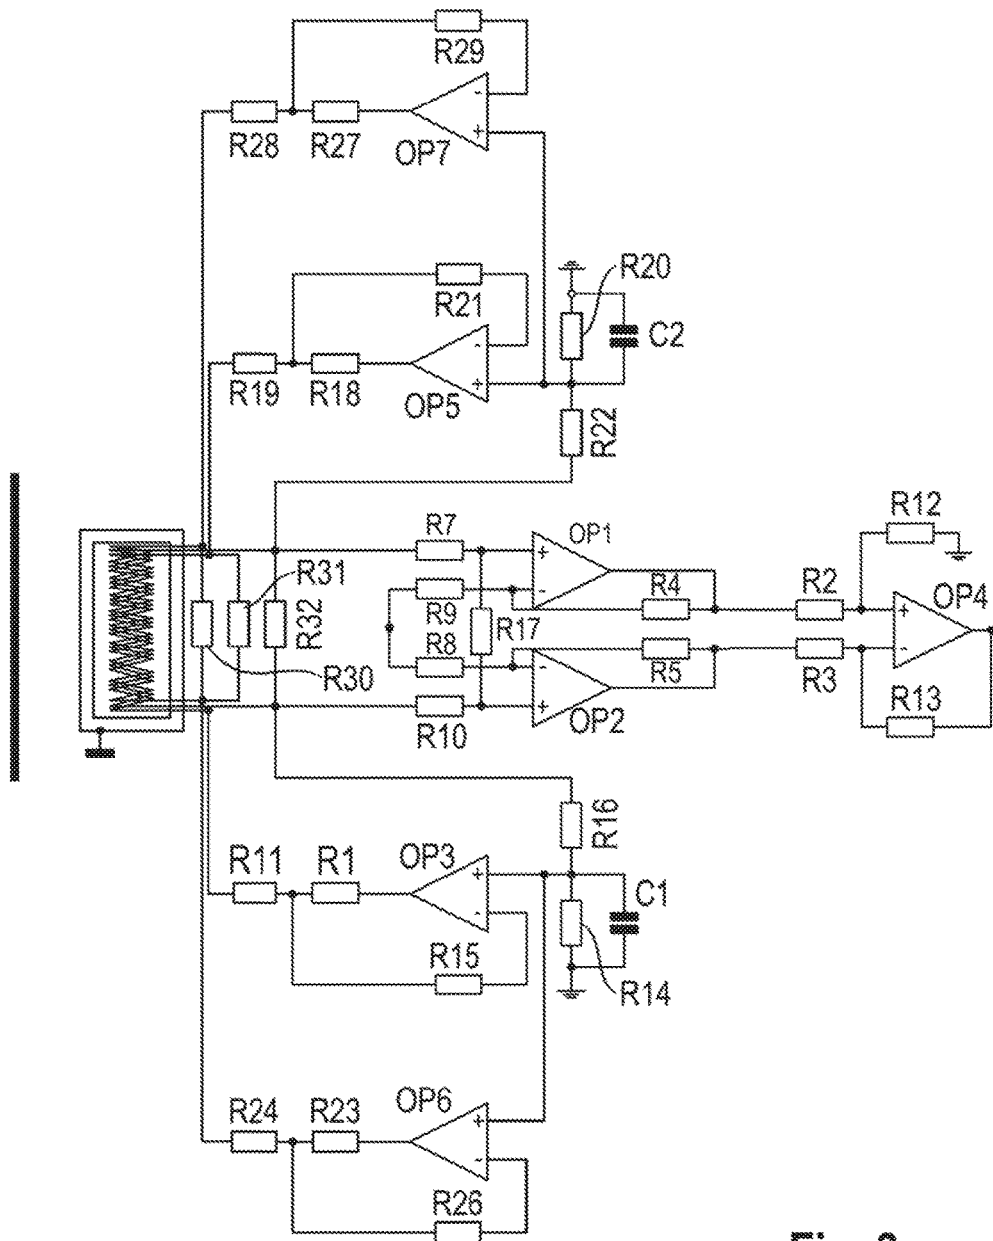 R29
- +
R28 R27 OP7
R20
R21
- +
C2
R19 R18 OP5
R22
R7 OP1 R12
+ -
R31 R4 R2 OP4
R9
R32 R17
R8
+ -
R30 R5 R3
- +
R10 OP2 R13
R16
R11 R1 OP3
+ -
C1
R15
R14
R24 R23 OP6
+ -
R26